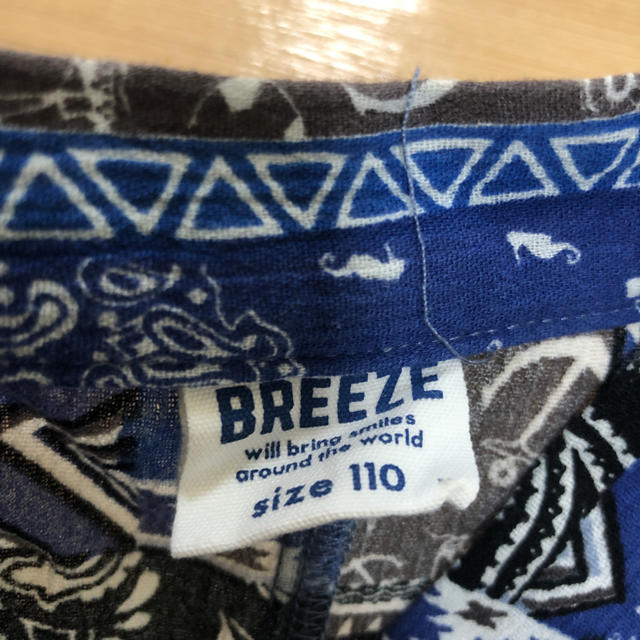 BREEZE
will bring smiles
around the world
size 110